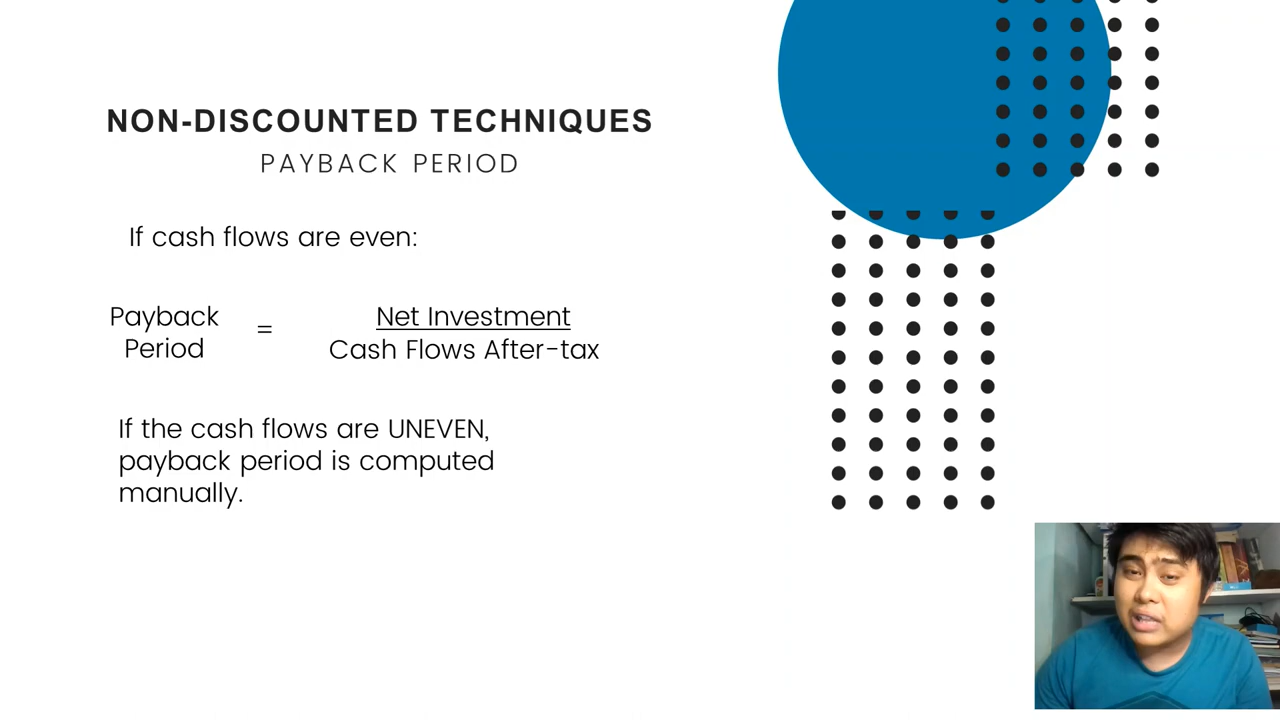 NON-DISCOUNTED TECHNIQUES
PAYBACK PERIOD
If cash flows are even:
Payback
Period
=
Net Investment
Cash Flows After-tax
If the cash flows are UNEVEN,
payback period is computed
manually.